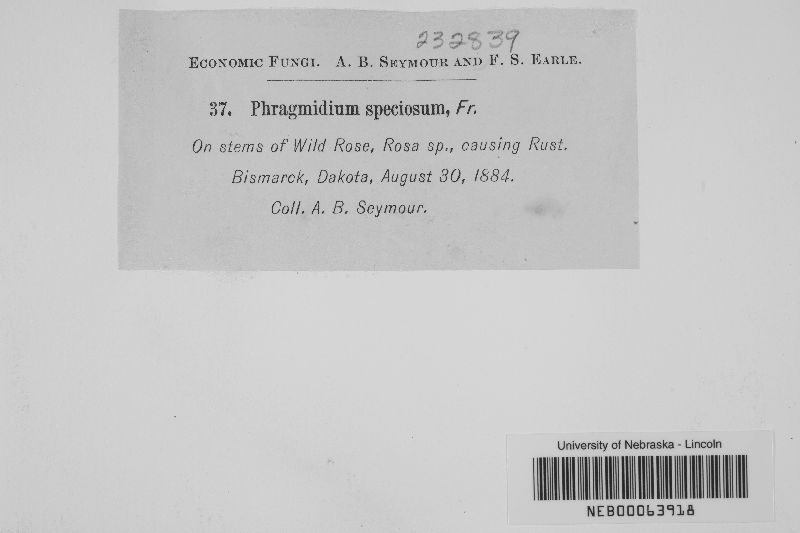 232839
Economic Fungi. A. B. Seymour and F. S. Earle.
37. Phragmidium speciosum, Fr.
On stems of Wild Rose, Rosa sp., causing Rust.
Bismarck, Dakota, August 30, 1884.
Coll. A. B. Seymour.
University of Nebraska - Lincoln
NEB00063918